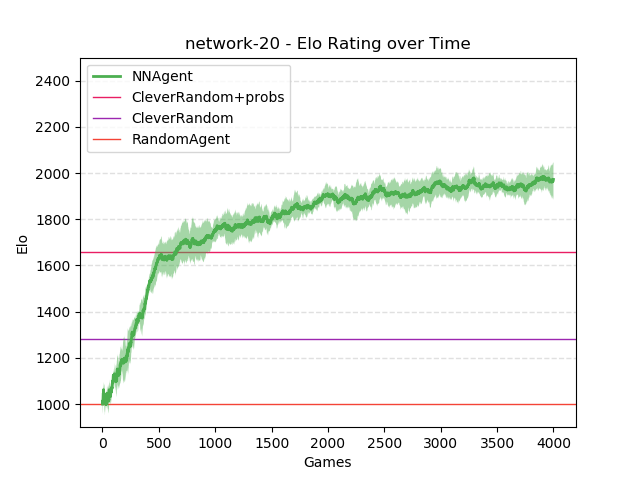 network-20 - Elo Rating over Time
NNAgent
CleverRandom+probs
CleverRandom
RandomAgent
2400
2200
2000
1800
1600
1400
1200
1000
Elo
0 500 1000 1500 2000 2500 3000 3500 4000
Games